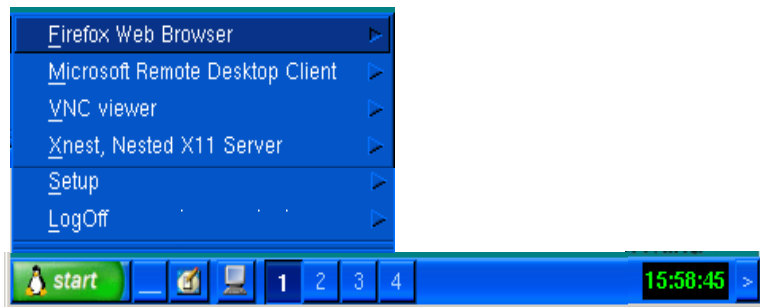 Firefox Web Browser
Microsoft Remote Desktop Client
VNC viewer
Xnest, Nested X11 Server
Setup
LogOff
start 1 2 3 4 15:58:45 >